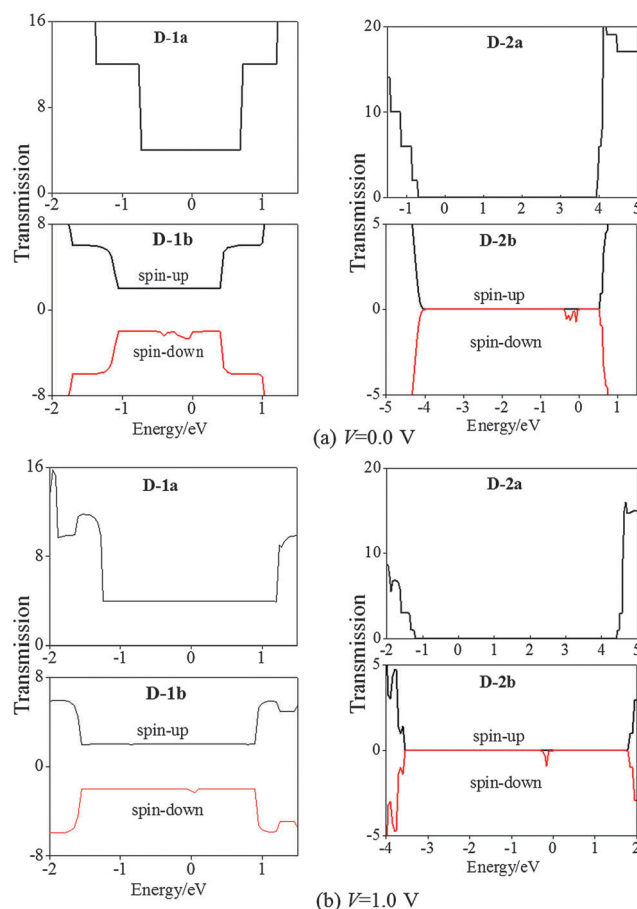 16
12
8
4
0
-2
-1
0
1
D-1a
20
10
0
-1
0
1
2
3
4
5
D-2a
Transmission
8
0
-8
-2
-1
0
1
Energy/eV
D-1b
spin-up
spin-down
Transmission
5
0
-5
-5
-4
-3
-2
-1
0
1
2
Energy/eV
D-2b
spin-up
spin-down
(a) V=0.0 V
16
8
0
-2
-1
0
1
D-1a
20
15
10
5
0
-2
-1
0
1
2
3
4
5
D-2a
Transmission
8
0
-8
-2
-1
0
1
Energy/eV
D-1b
spin-up
spin-down
Transmission
5
0
-5
-4
-3
-2
-1
0
1
2
Energy/eV
D-2b
spin-up
spin-down
(b) V=1.0 V